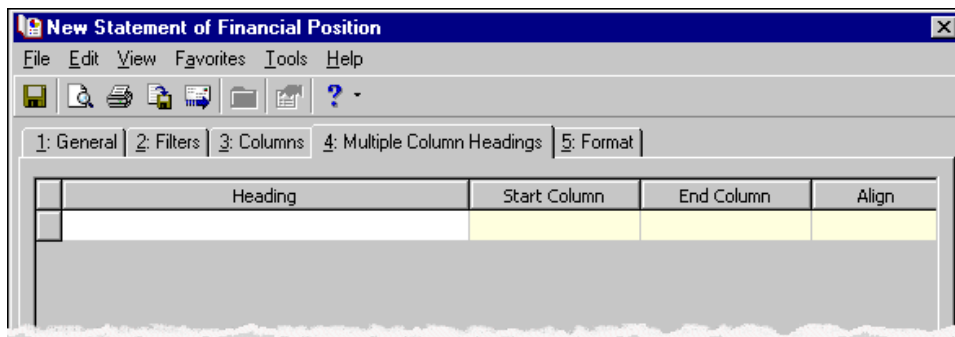 New Statement of Financial Position
File Edit View Favorites Tools Help
?
1: General 2: Filters 3: Columns 4: Multiple Column Headings 5: Format
Heading Start Column End Column Align